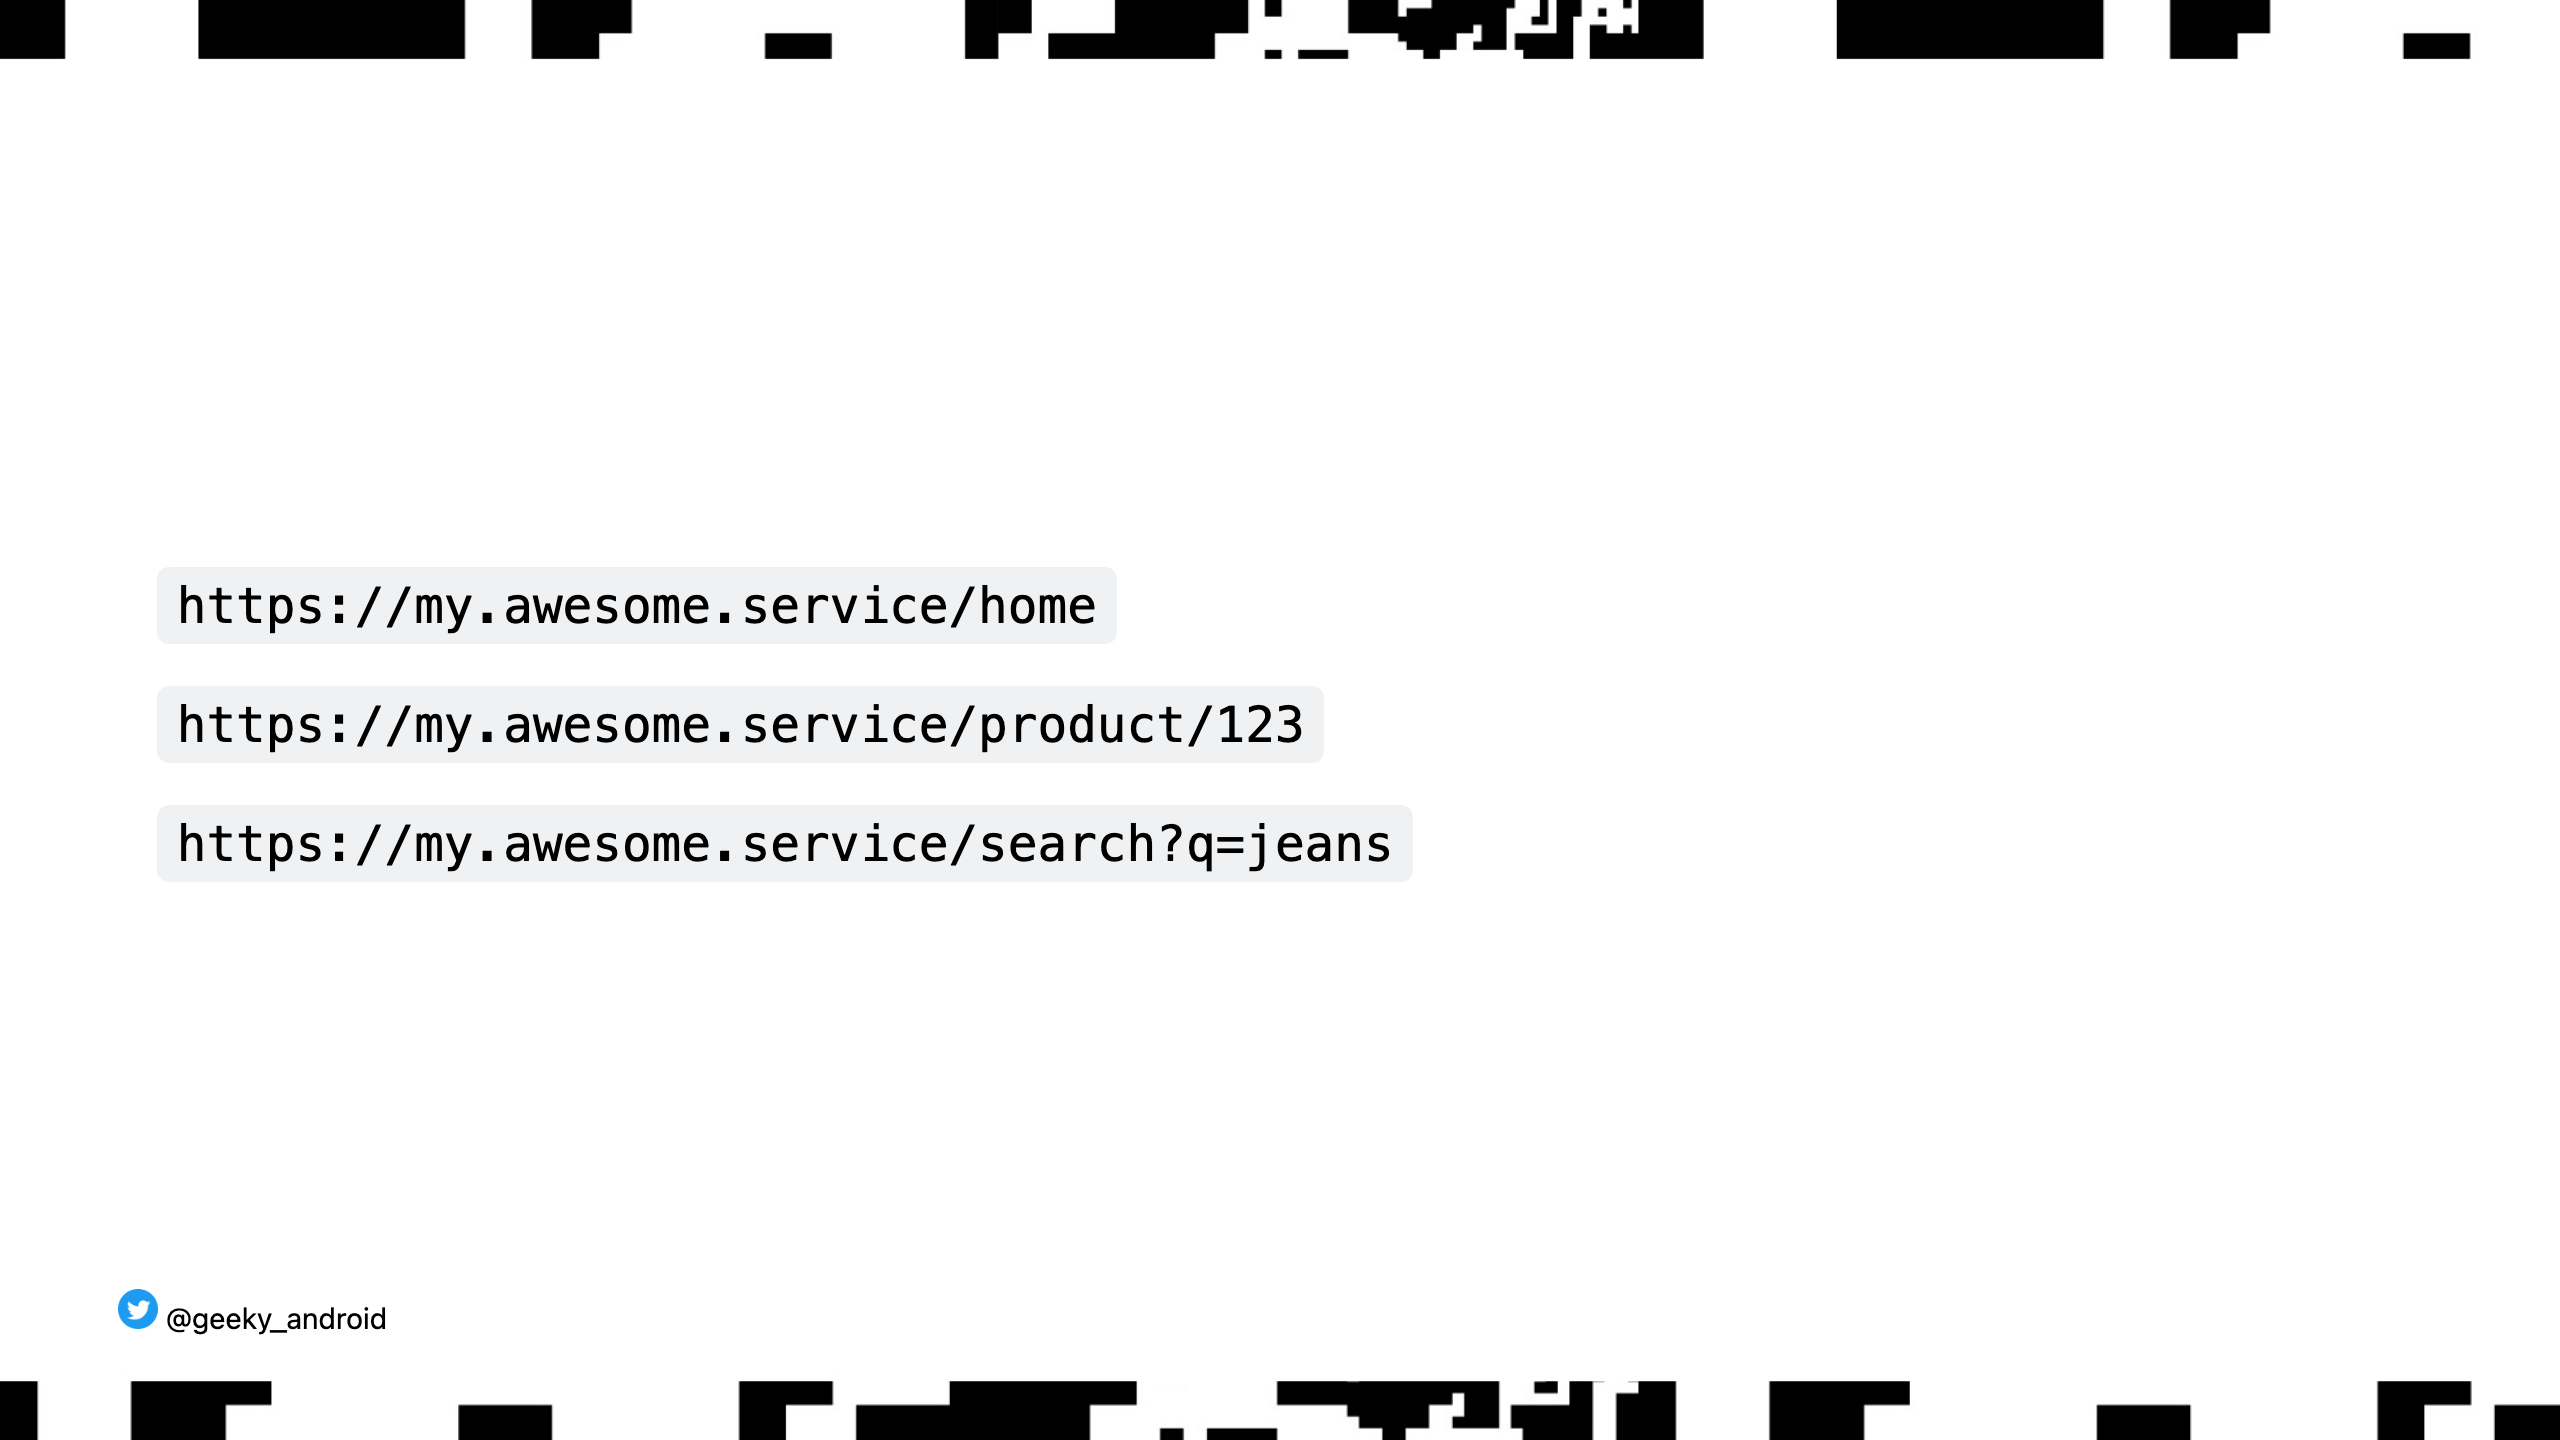 https://my.awesome.service/home
https://my.awesome.service/product/123
https://my.awesome.service/search?q=jeans
@geeky_android